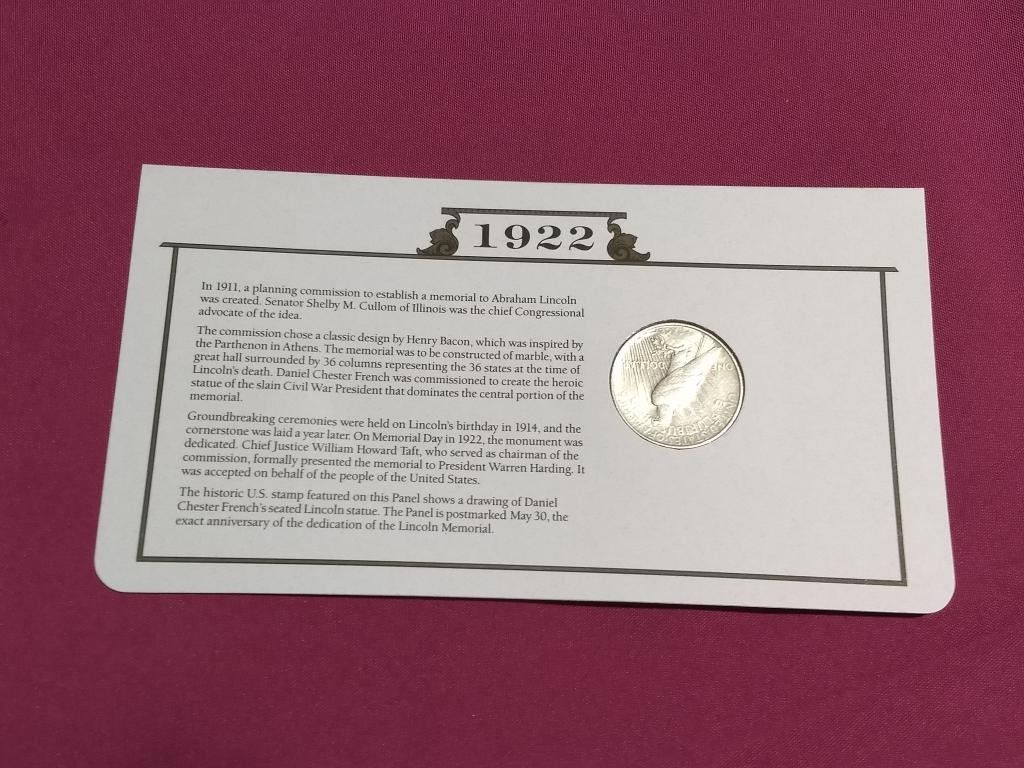 1922
In 1911, a planning commission to establish a memorial to Abraham Lincoln
was created. Senator Shelby M. Cullom of Illinois was the chief Congressional
advocate of the idea.
The commission chose a classic design by Henry Bacon, which was inspired by
the Parthenon in Athens. The memorial was to be constructed of marble, with a
great hall surrounded by 36 columns representing the 36 states at the time of
Lincoln's death. Daniel Chester French was commissioned to create the heroic
statue of the slain Civil War President that dominates the central portion of the
memorial.
Groundbreaking ceremonies were held on Lincoln's birthday in 1914, and the
cornerstone was laid a year later. On Memorial Day in 1922, the monument was
dedicated. Chief Justice William Howard Taft, who served as chairman of the
commission, formally presented the memorial to President Warren Harding. It
was accepted on behalf of the people of the United States.
The historic U.S. stamp featured on this Panel shows a drawing of Daniel
Chester French's seated Lincoln statue. The Panel is postmarked May 30, the
exact anniversary of the dedication of the Lincoln Memorial.
ONE DOLLAR